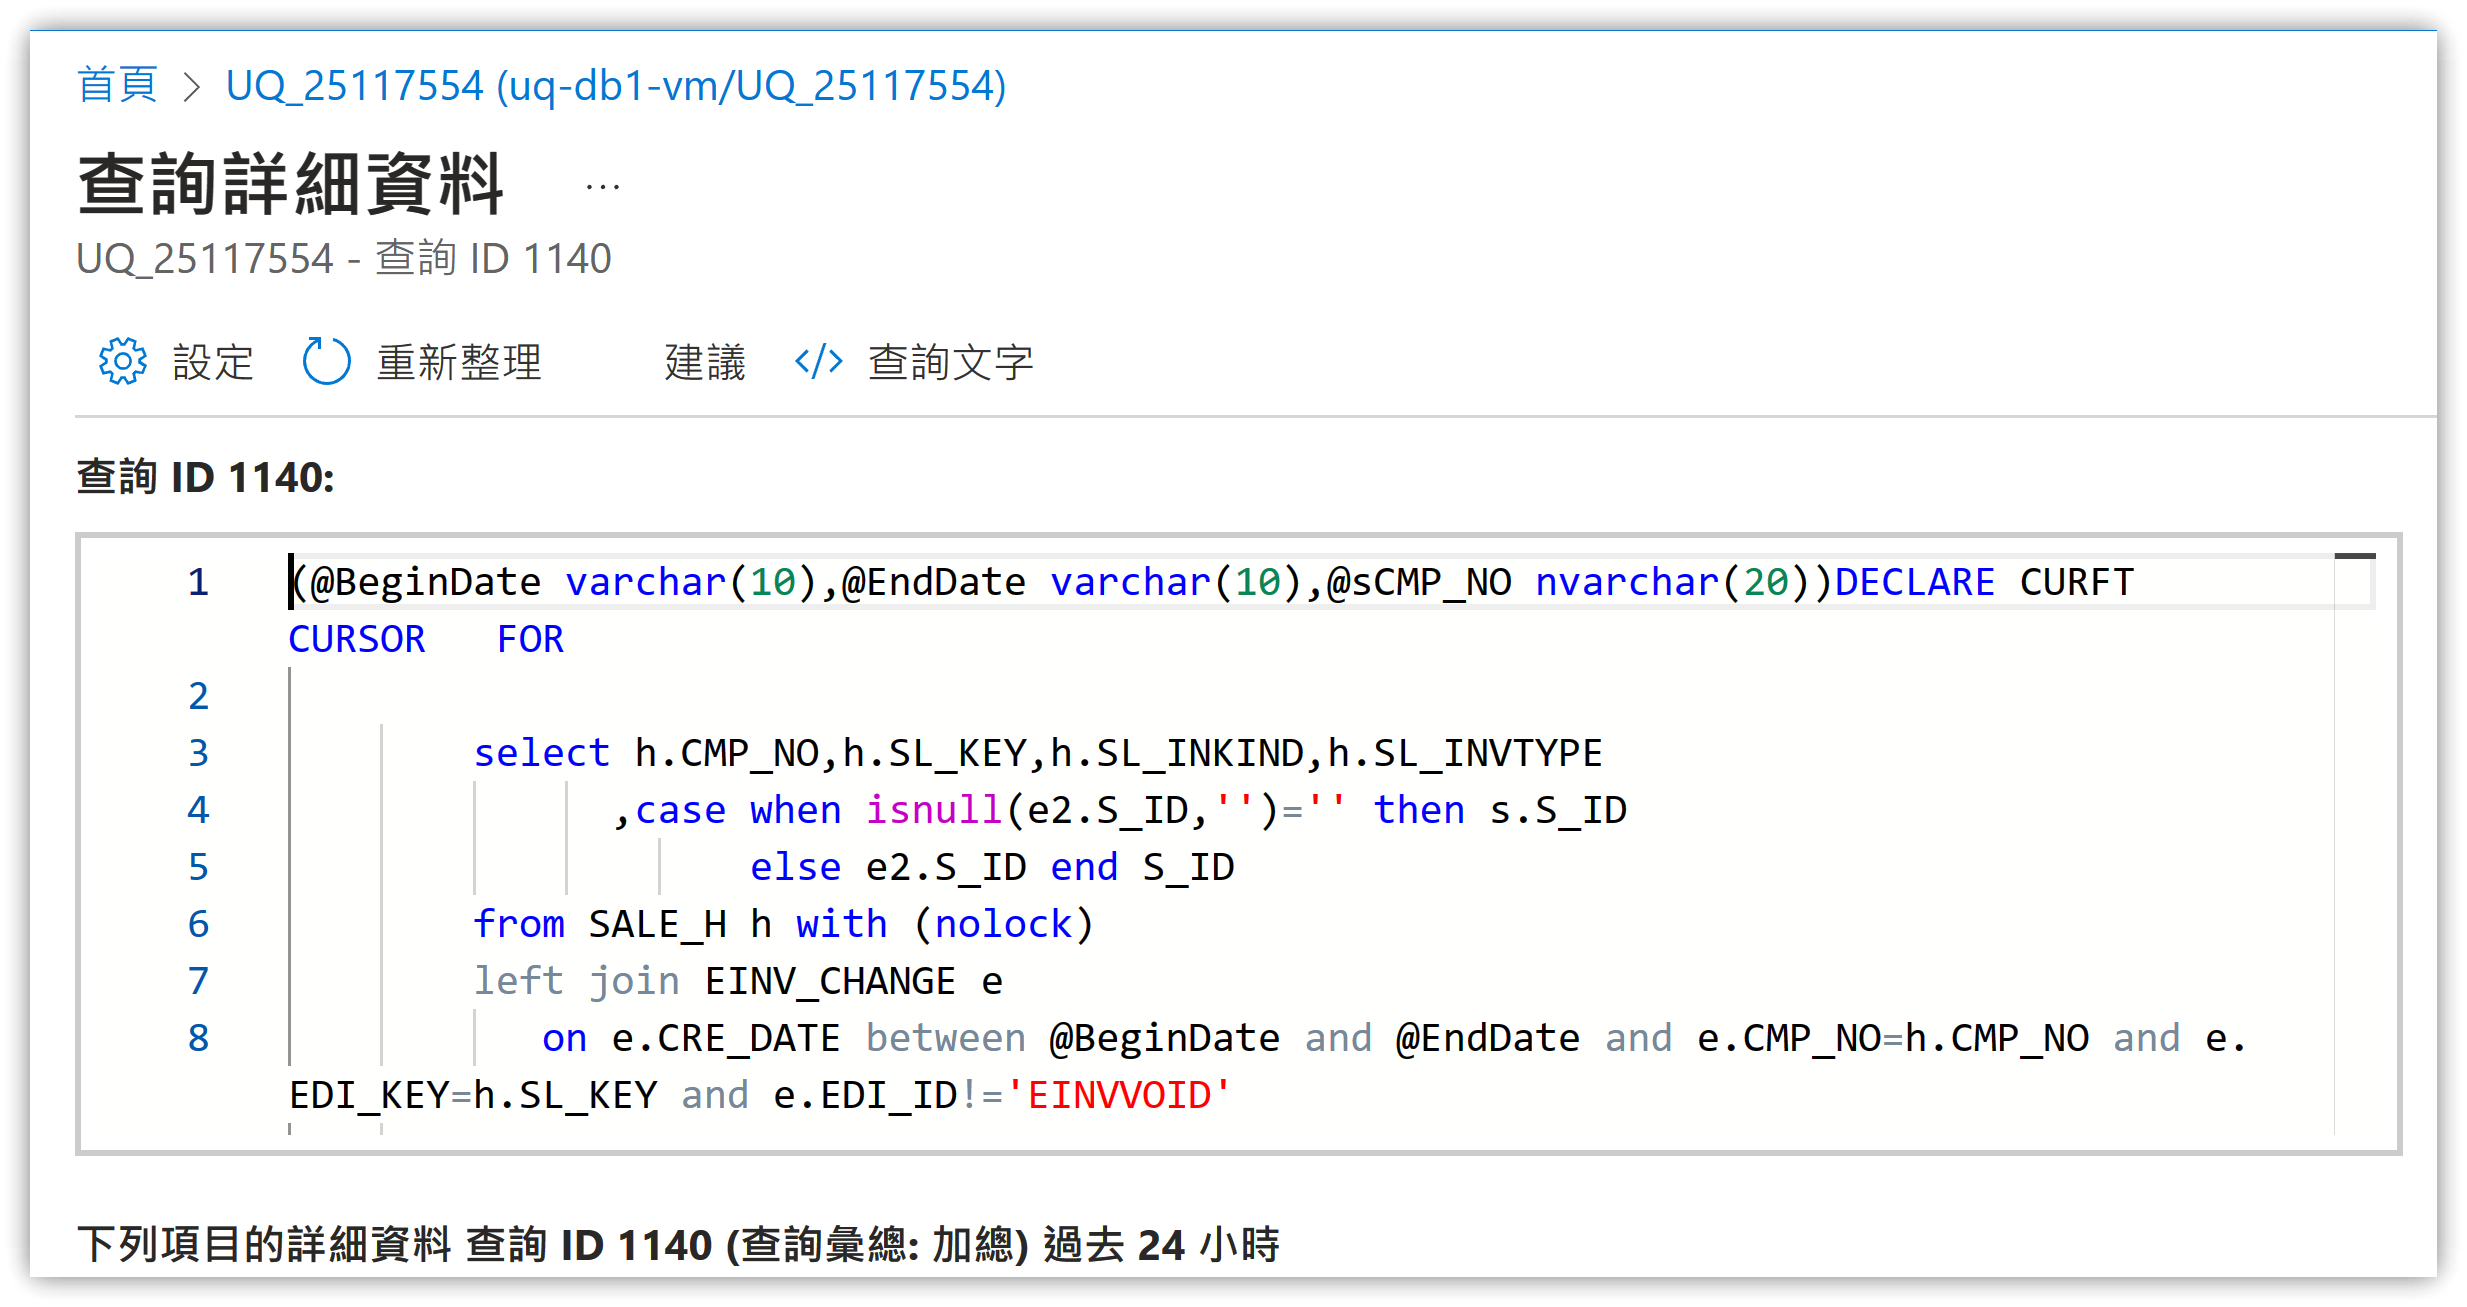 首頁 > UQ_25117554 (uq-db1-vm/UQ_25117554)
查詢詳細資料 ...
UQ_25117554 - 查詢 ID 1140
設定 重新整理 建議 </> 查詢文字
查詢 ID 1140:
1 (@BeginDate varchar(10),@EndDate varchar(10),@sCMP_NO nvarchar(20))DECLARE CURFT
CURSOR   FOR
2
3 select h.CMP_NO,h.SL_KEY,h.SL_INKIND,h.SL_INVTYPE
4 ,case when isnull(e2.S_ID,'')='' then s.S_ID
5 else e2.S_ID end S_ID
6 from SALE_H h with (nolock)
7 left join EINV_CHANGE e
8 on e.CRE_DATE between @BeginDate and @EndDate and e.CMP_NO=h.CMP_NO and e.
EDI_KEY=h.SL_KEY and e.EDI_ID!='EINVVOID'
下列項目的詳細資料 查詢 ID 1140 (查詢彙總: 加總) 過去 24 小時